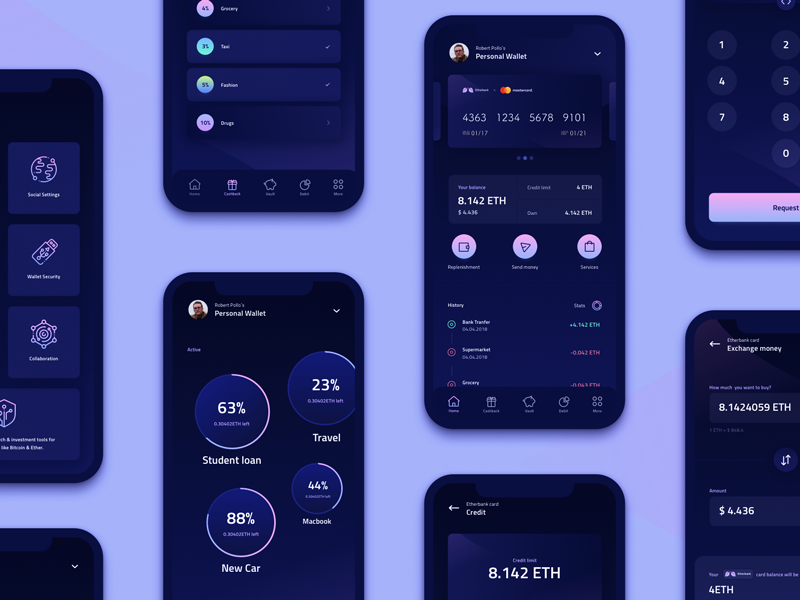 Social Settings
Wallet Security
Collaboration
ch & investment tools for
like Bitcoin & Ether.
4%
Grocery
3%
Taxi
5%
Fashion
10%
Drugs
Home
Cashback
Vault
Debit
More
Robert Pollo's
Personal Wallet
Active
63%
0.30402ETH left
Student loan
23%
0.30402ETH left
Travel
88%
0.30402ETH left
New Car
44%
0.30402ETH left
Macbook
Robert Pollo's
Personal Wallet
Etherbank
mastercard
4363 1234 5678 9101
01/17
01/21
Your balance
8.142 ETH
$ 4.436
Credit limit
4 ETH
Own
4.142 ETH
Replenishment
Send money
Services
History
Stats
Bank Tranfer
04.04.2018
+4.142 ETH
Supermarket
04.04.2018
-0.042 ETH
Grocery
-0.043 ETH
Home
Cashback
Vault
Debit
More
Etherbank card
Credit
Credit limit
8.142 ETH
1
2
4
5
7
8
0
Request
Etherbank card
Exchange money
How much you want to buy?
8.1424059 ETH
Amount
$ 4.436
Your
Etherbank
card balance will be
4ETH